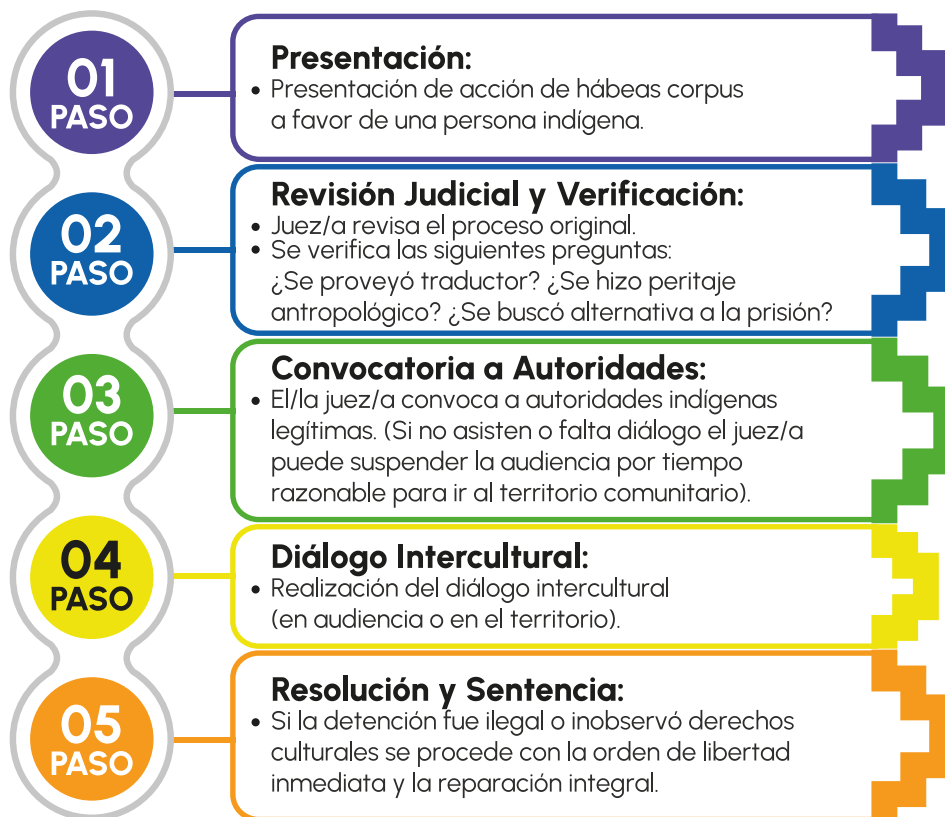 01
PASO
Presentación:
• Presentación de acción de hábeas corpus
a favor de una persona indígena.
02
PASO
Revisión Judicial y Verificación:
• Juez/a revisa el proceso original.
• Se verifica las siguientes preguntas:
¿Se proveyó traductor? ¿Se hizo peritaje
antropológico? ¿Se buscó alternativa a la prisión?
03
PASO
Convocatoria a Autoridades:
• El/la juez/a convoca a autoridades indígenas
legítimas. (Si no asisten o falta diálogo el juez/a
puede suspender la audiencia por tiempo
razonable para ir al territorio comunitario).
04
PASO
Diálogo Intercultural:
• Realización del diálogo intercultural
(en audiencia o en el territorio).
05
PASO
Resolución y Sentencia:
• Si la detención fue ilegal o inobservó derechos
culturales se procede con la orden de libertad
inmediata y la reparación integral.